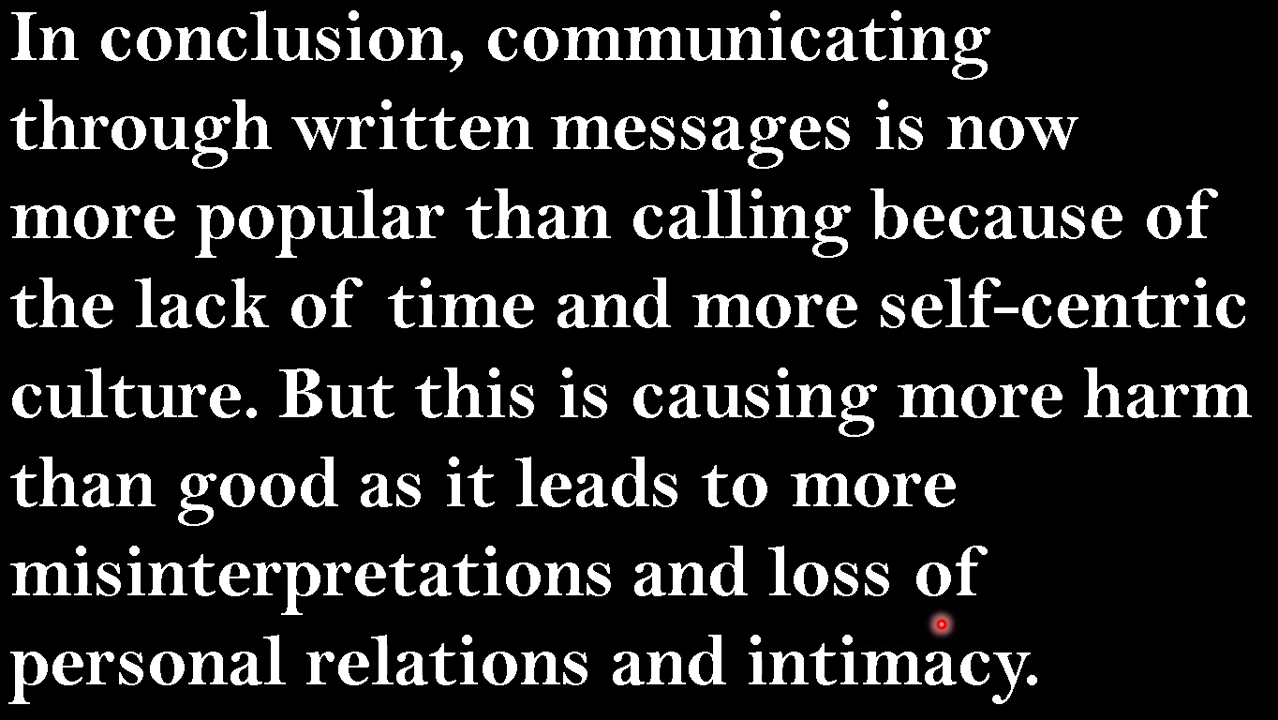 In conclusion, communicating
through written messages is now
more popular than calling because of
the lack of time and more self-centric
culture. But this is causing more harm
than good as it leads to more
misinterpretations and loss of
personal relations and intimacy.